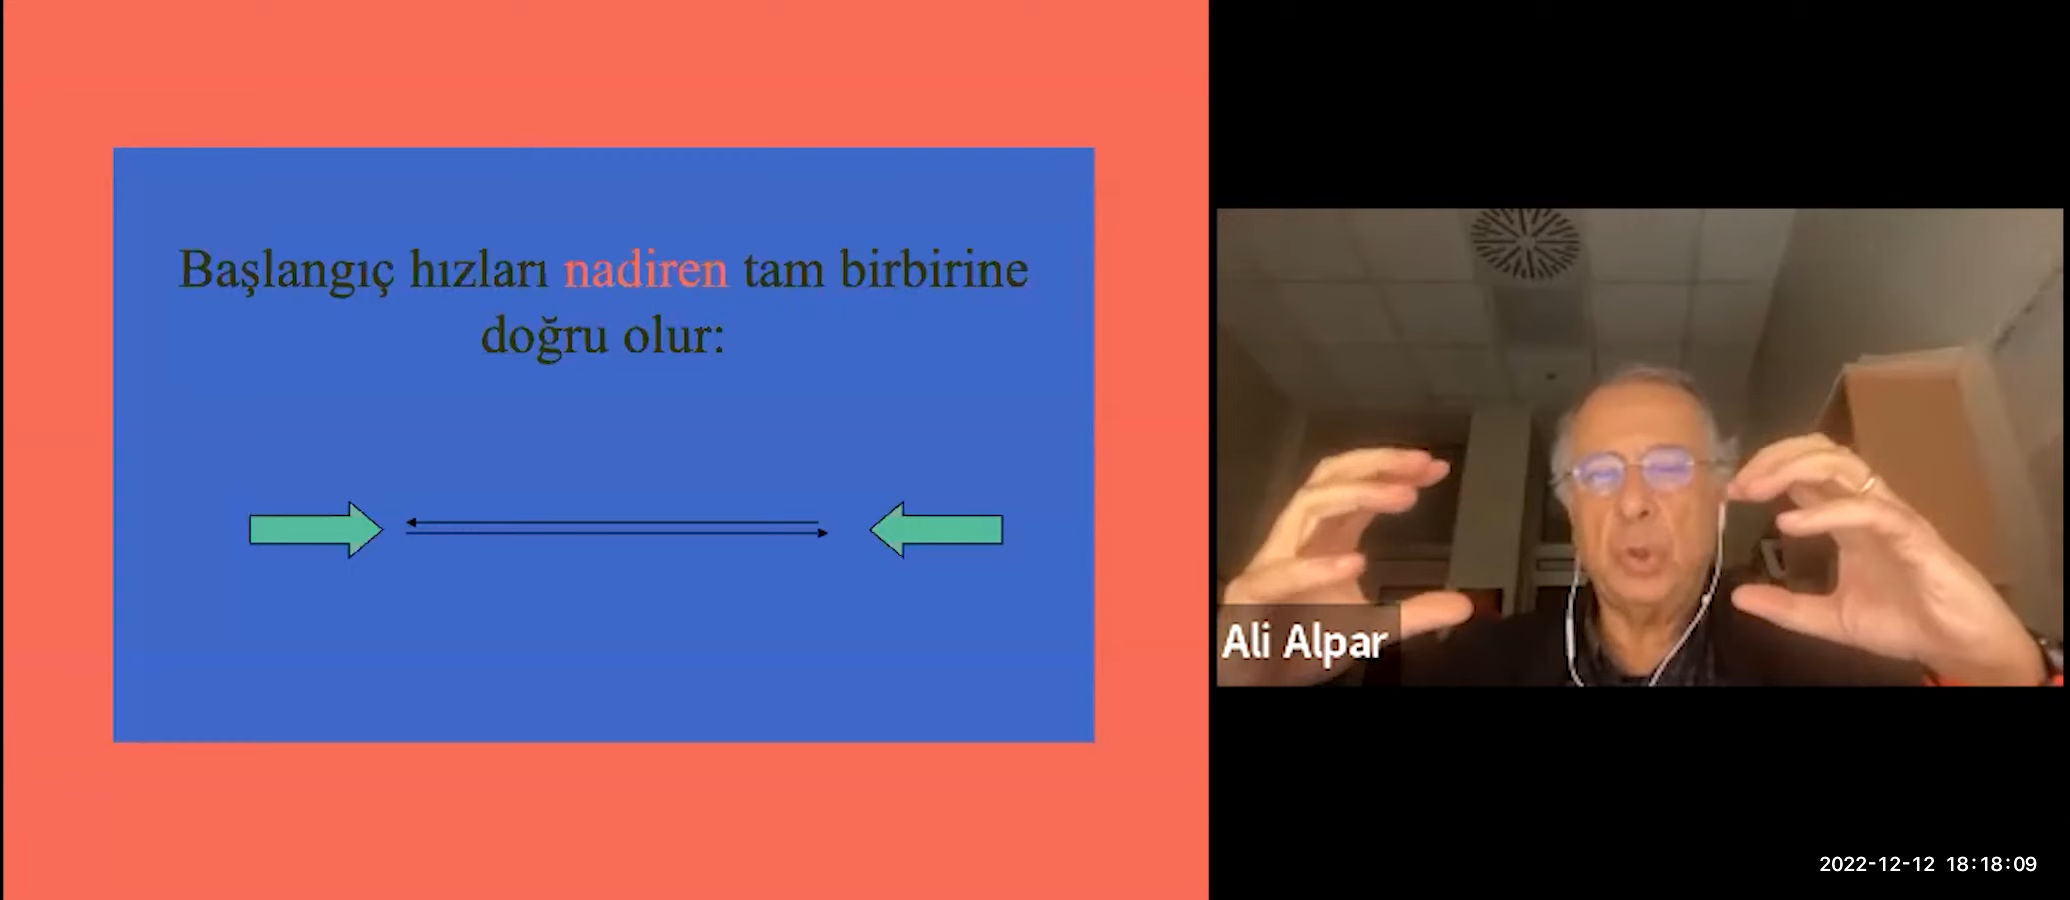 Başlangıç hızları nadiren tam birbirine
doğru olur:
Ali Alpar
2022-12-12 18:18:09